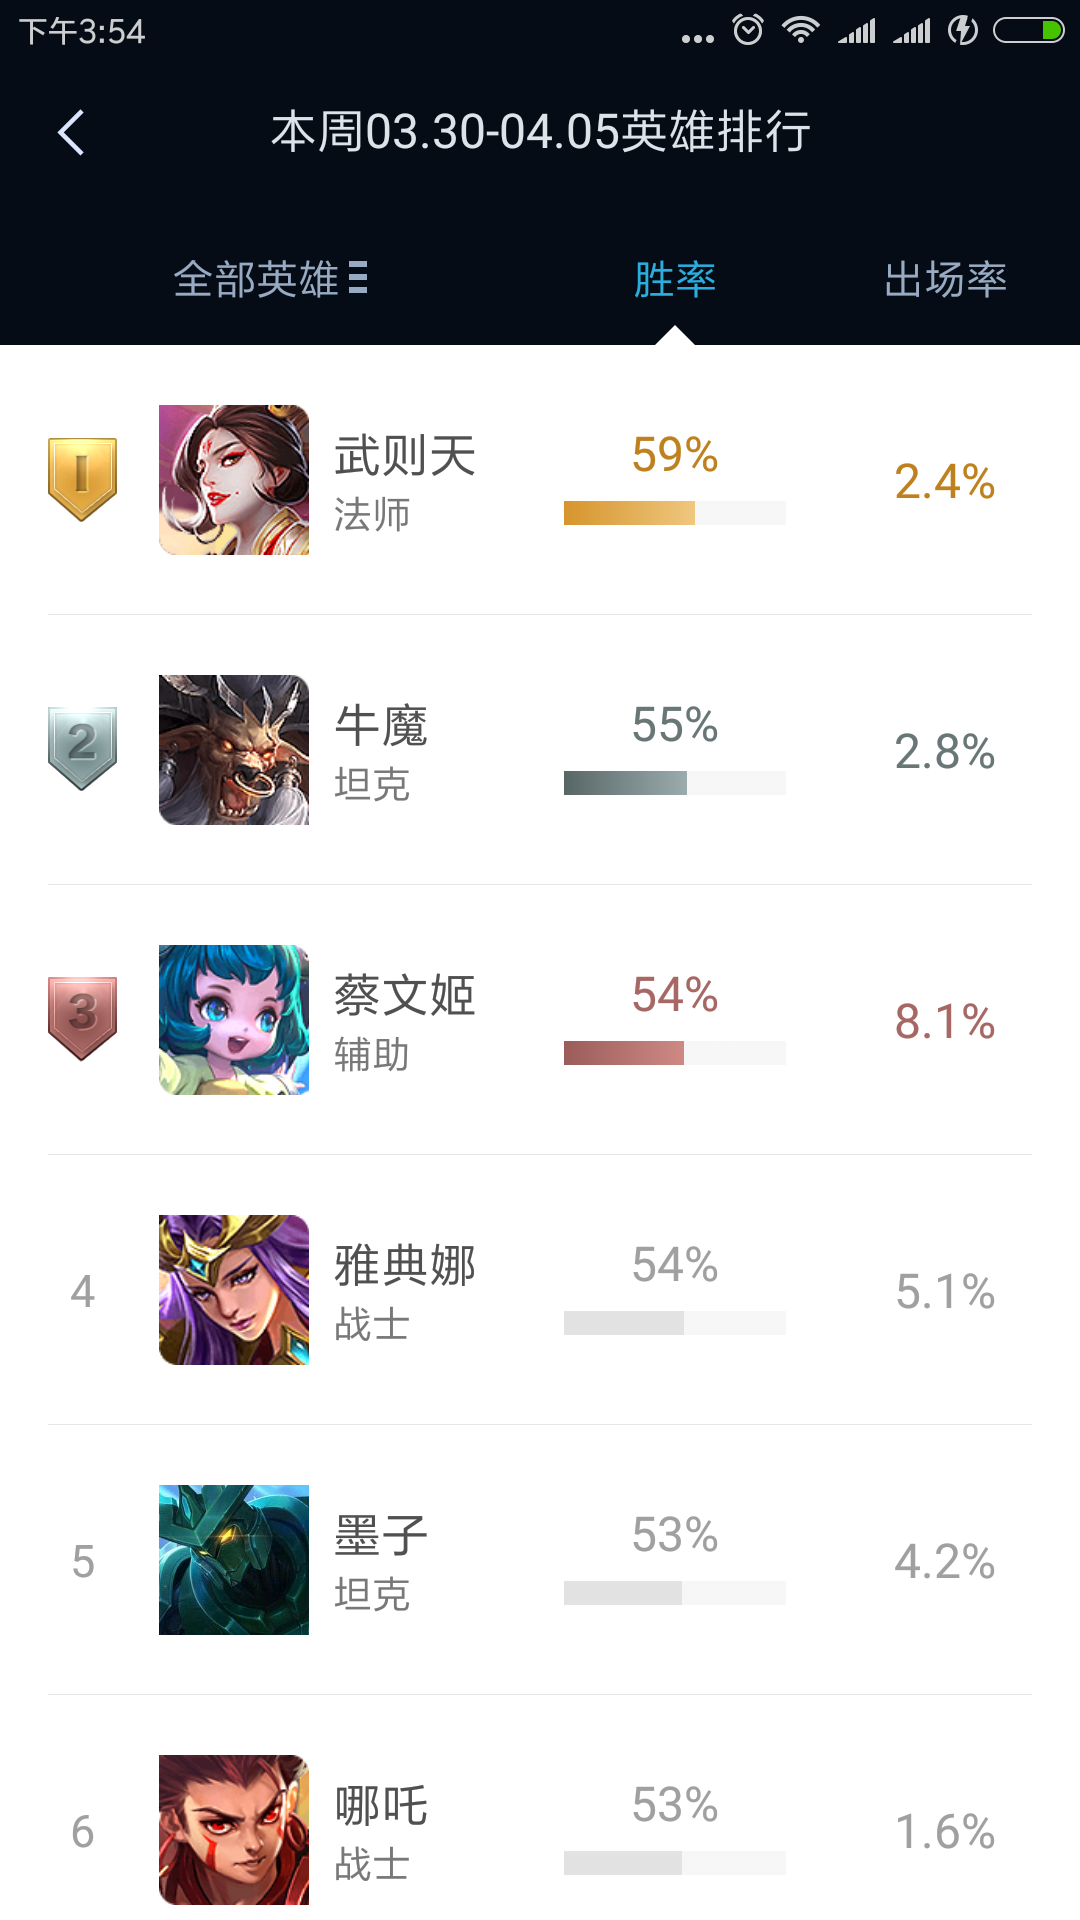 下午3:54
本周03.30-04.05英雄排行
全部英雄 胜率 出场率
1 武则天 59% 2.4%
法师
2 牛魔 55% 2.8%
坦克
3 蔡文姬 54% 8.1%
辅助
4 雅典娜 54% 5.1%
战士
5 墨子 53% 4.2%
坦克
6 哪吒 53% 1.6%
战士